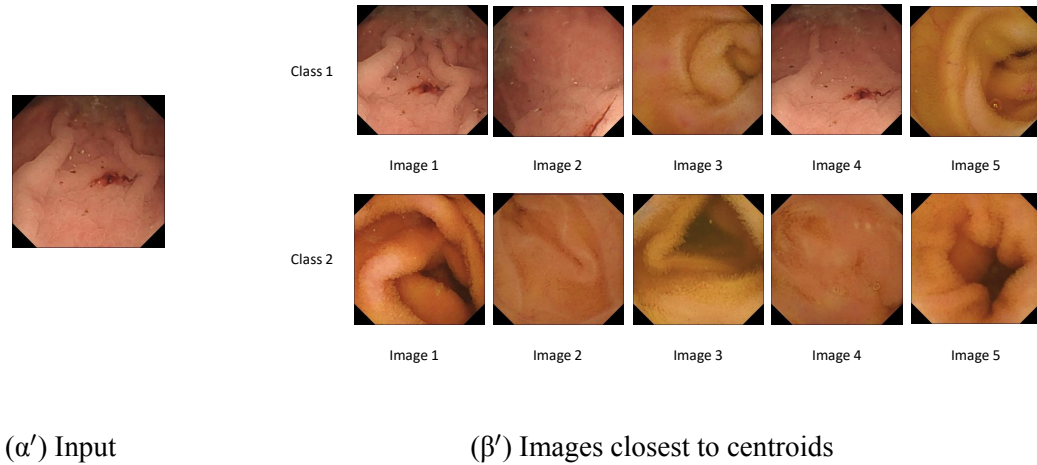 Class 1
Image 1 Image 2 Image 3 Image 4 Image 5
Class 2
Image 1 Image 2 Image 3 Image 4 Image 5
(α′) Input (β′) Images closest to centroids